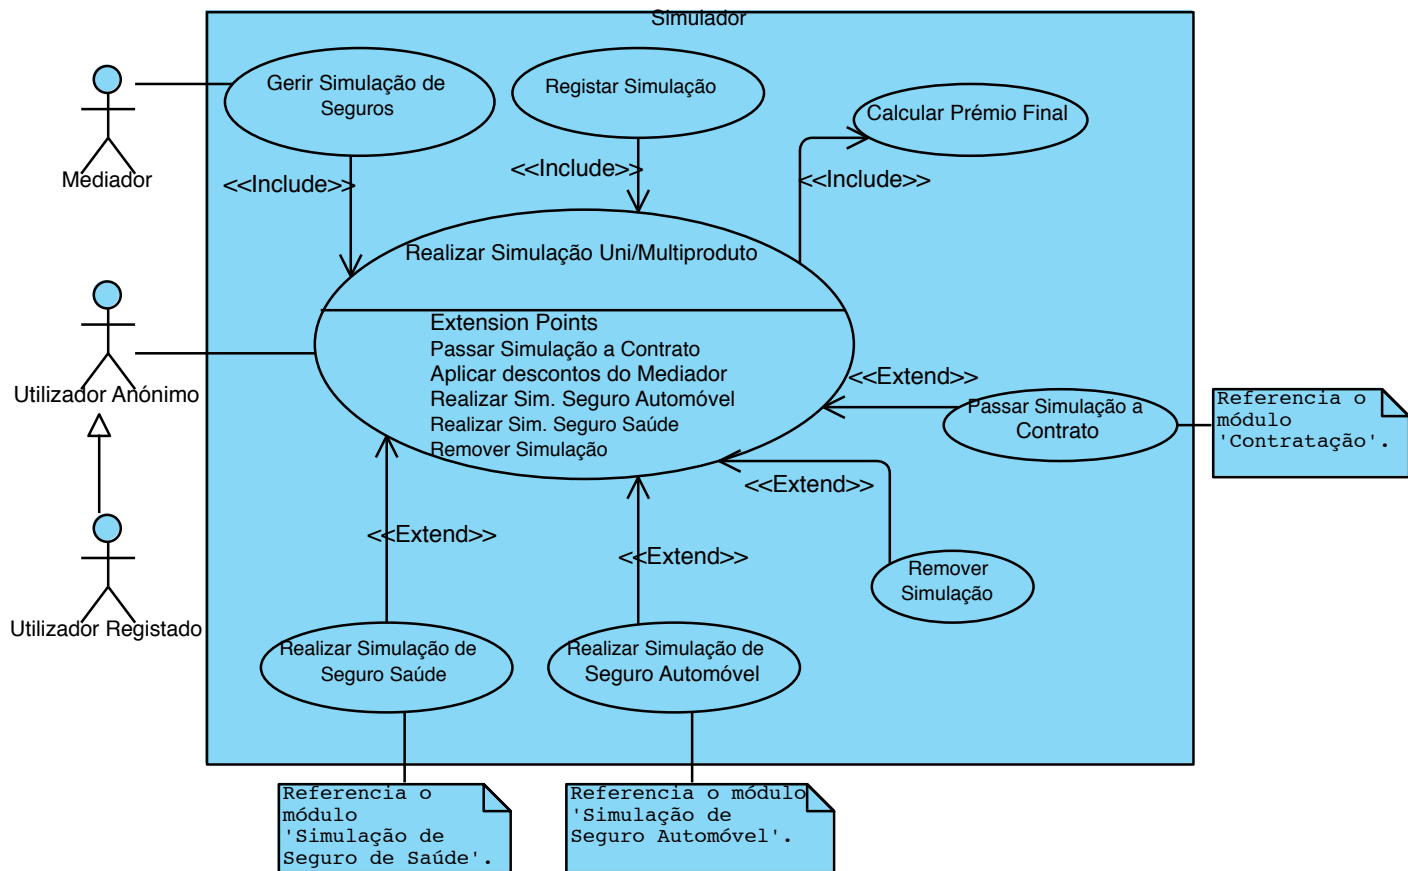 Simulador
Gerir Simulação de
Seguros
Registar Simulação
Calcular Prémio Final
Mediador
<<Include>>
<<Include>>
<<Include>>
Realizar Simulação Uni/Multiproduto
Extension Points
Passar Simulação a Contrato
Aplicar descontos do Mediador
Realizar Sim. Seguro Automóvel
Realizar Sim. Seguro Saúde
Remover Simulação
Utilizador Anónimo
<<Extend>>
Passar Simulação a
Contrato
Referencia o
módulo
'Contratação'.
<<Extend>>
<<Extend>>
<<Extend>>
Remover
Simulação
Utilizador Registado
Realizar Simulação de
Seguro Saúde
Realizar Simulação de
Seguro Automóvel
Referencia o
módulo
'Simulação de
Seguro de Saúde'.
Referencia o módulo
'Simulação de
Seguro Automóvel'.